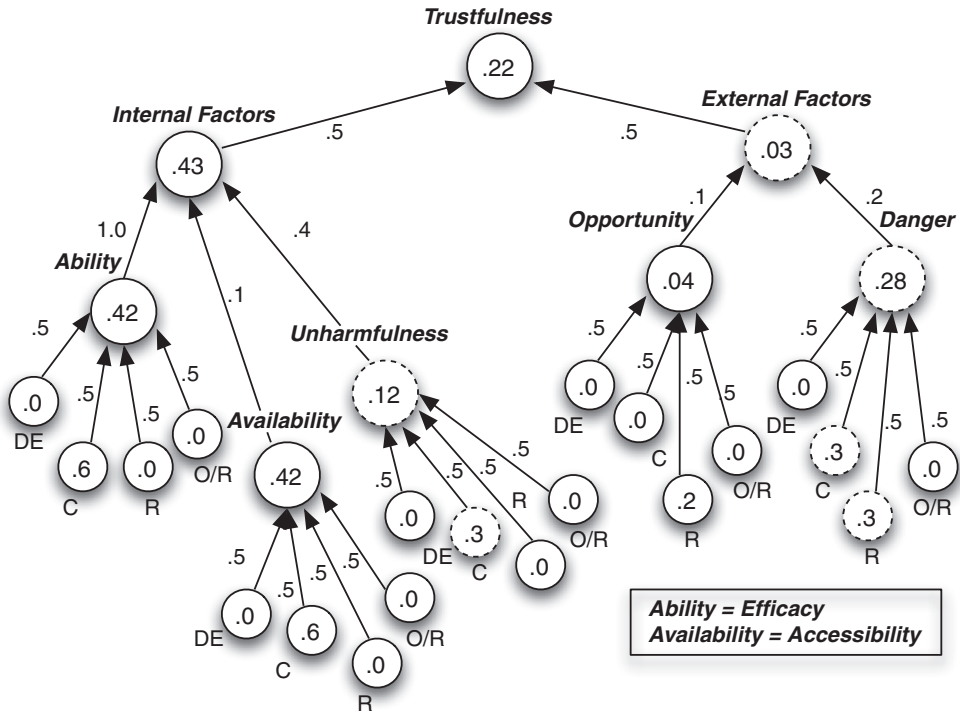 Trustfulness
.22
Internal Factors
External Factors
.5
.5
.43
.03
1.0
.4
.1
.2
Opportunity
Danger
Ability
.42
.1
.04
.28
Unharmfulness
.5
.5
.5
.0
DE
.5
.5
.5
.12
.0
DE
.5
.5
.5
.0
DE
.5
.5
.5
.6
C
.0
R
.0
O/R
Availability
.42
.0
C
.2
R
.0
O/R
.3
C
.3
R
.0
O/R
.5
.5
.5
.5
.0
DE
.3
C
R
.0
.0
O/R
.5
.5
.5
.5
.0
DE
.6
C
.0
R
.0
O/R
Ability = Efficacy
Availability = Accessibility